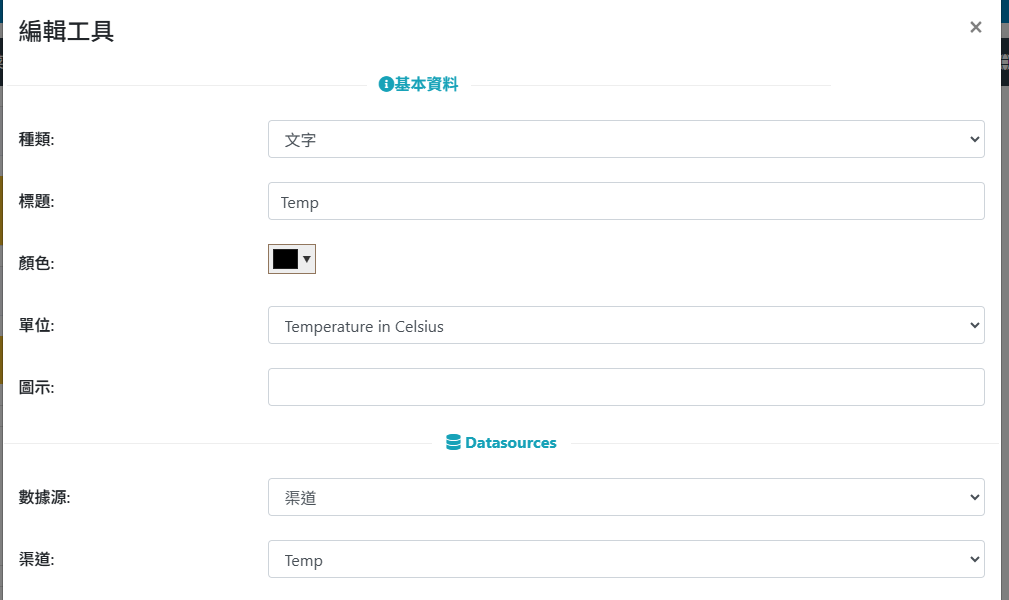 編輯工具
×
基本資料
種類:
文字
標題:
Temp
顏色:
單位:
Temperature in Celsius
圖示:
Datasources
數據源:
渠道
渠道:
Temp